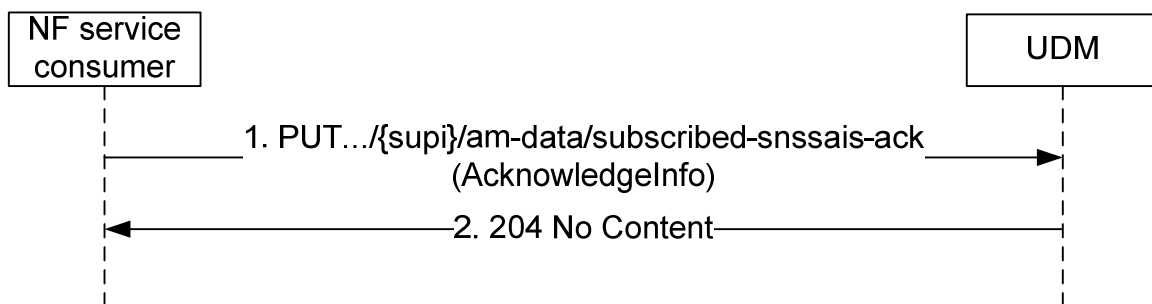 NF service
consumer
UDM
1. PUT.../{supi}/am-data/subscribed-snssais-ack
(AcknowledgeInfo)
2. 204 No Content